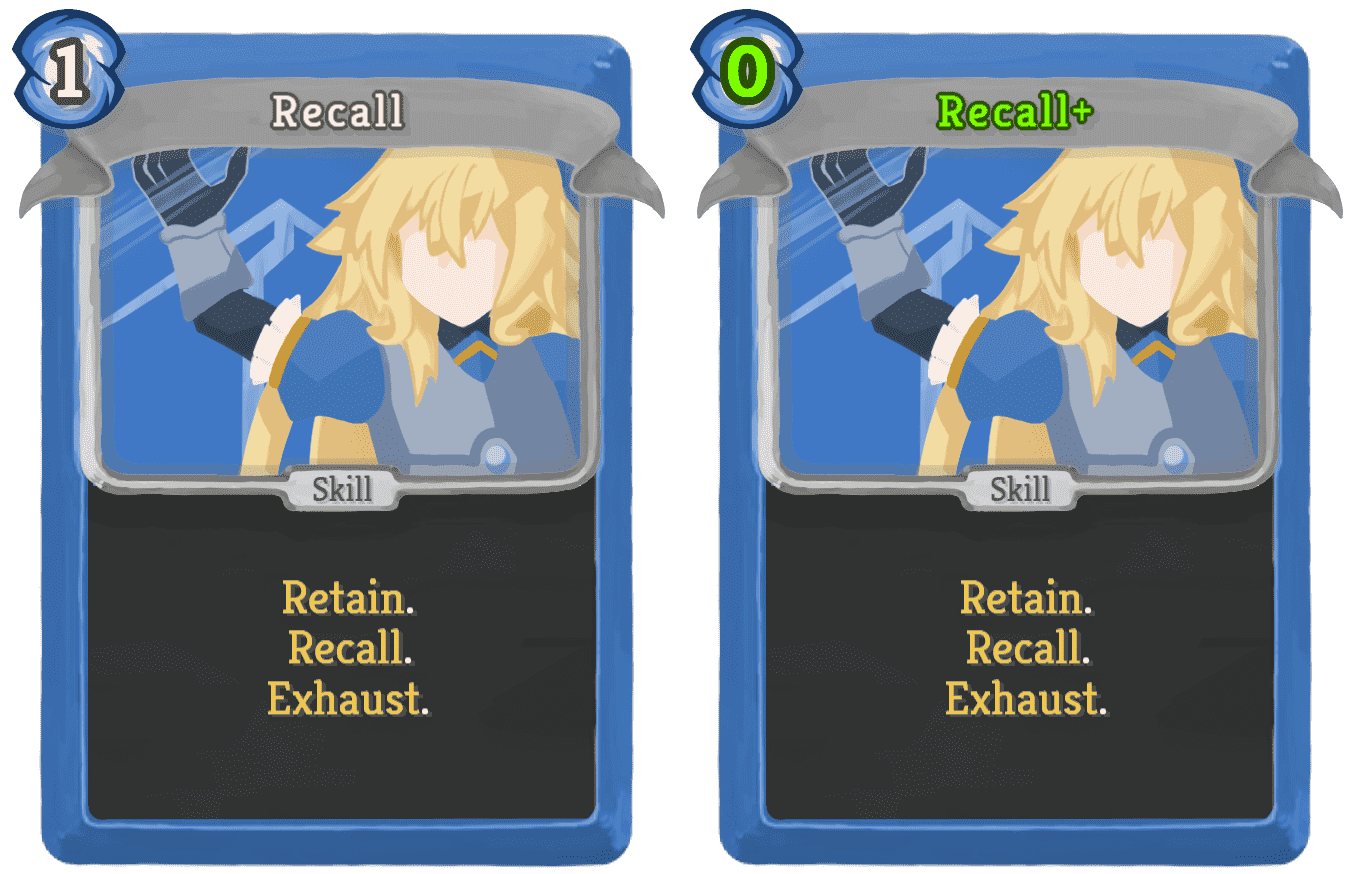 1
Recall
Skill
Retain.
Recall.
Exhaust.
0
Recall+
Skill
Retain.
Recall.
Exhaust.